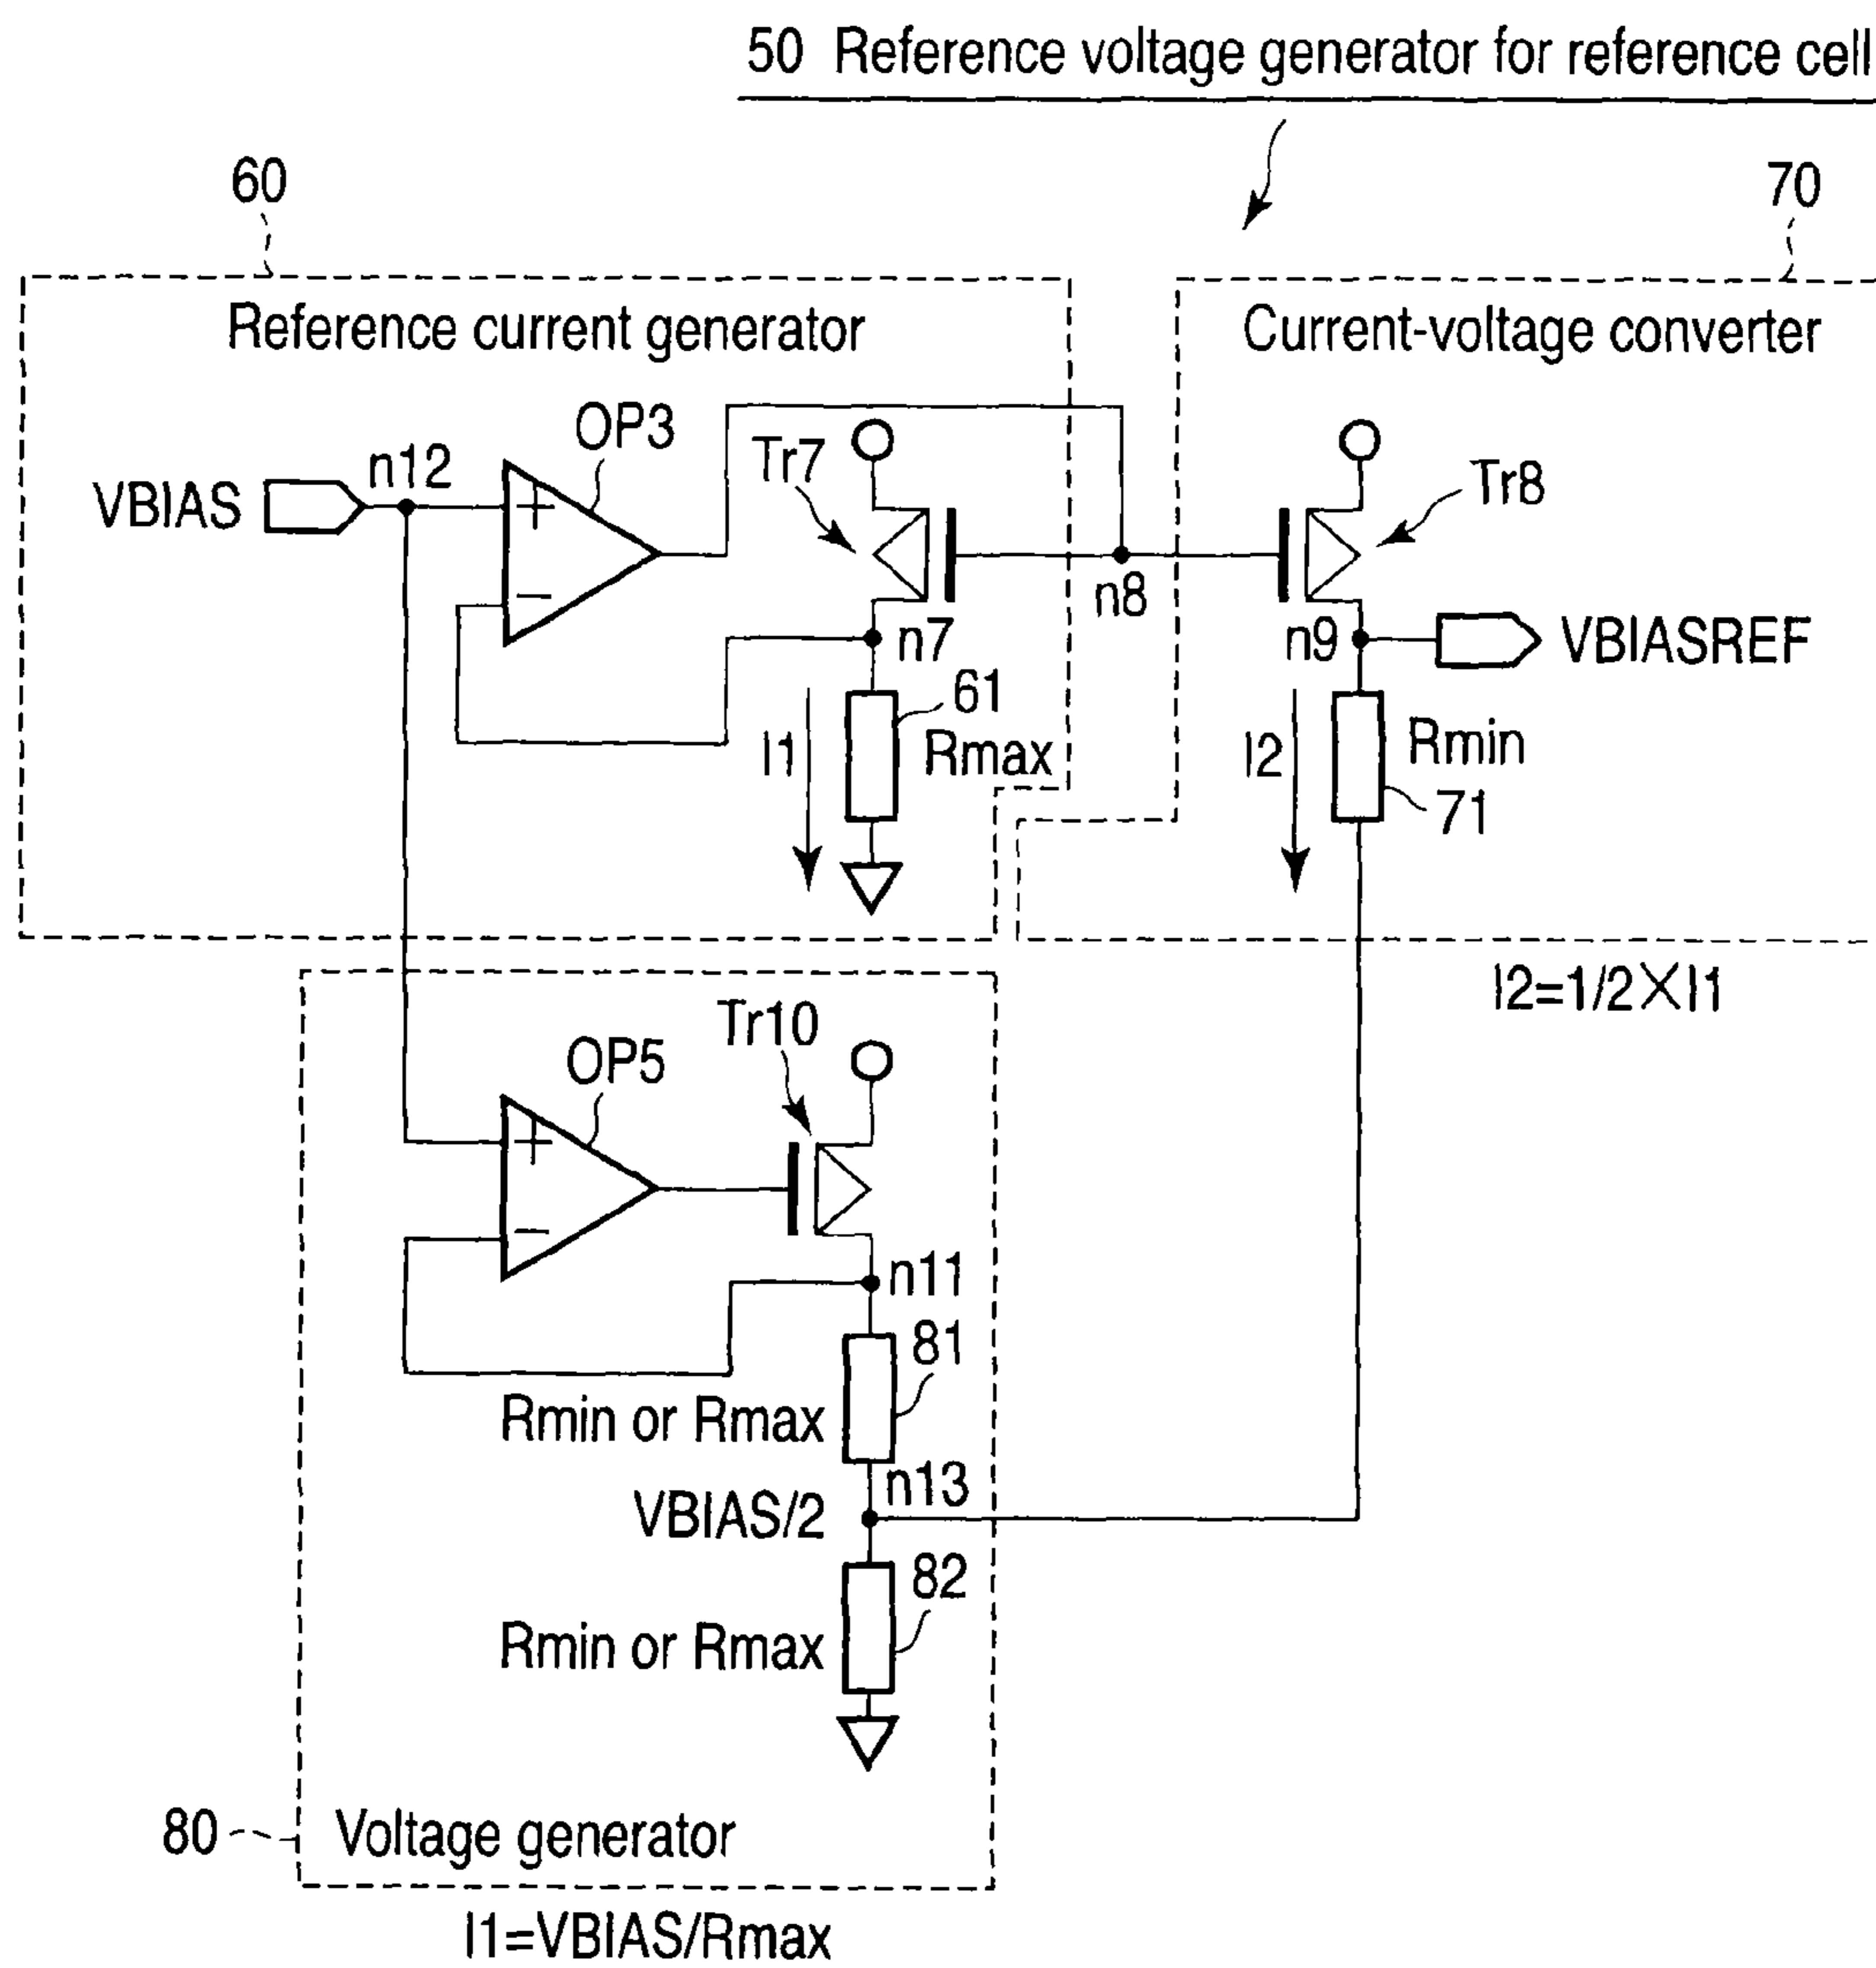 50 Reference voltage generator for reference cell
60
70
Reference current generator
Current-voltage converter
OP3
Tr7
Tr8
n12
VBIAS
+
−
n8
n7
n9
VBIASREF
61
I1
Rmax
I2
Rmin
71
I2=1/2×I1
Tr10
OP5
+
−
n11
81
Rmin or Rmax
n13
VBIAS/2
82
Rmin or Rmax
80
Voltage generator
I1=VBIAS/Rmax